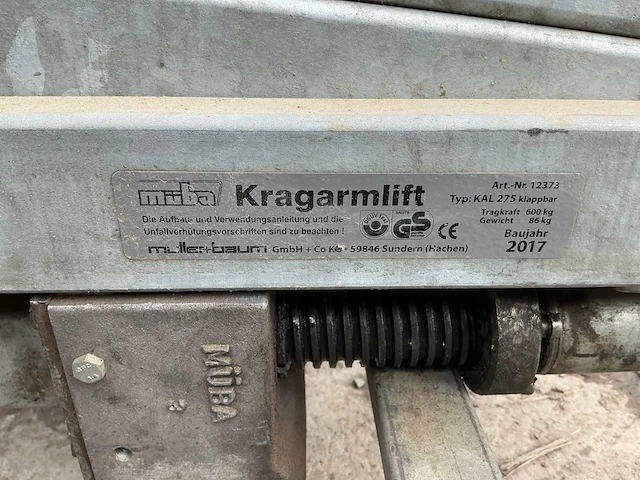 müba Kragarmlift
Art.-Nr. 12373
Typ: KAL 275 klappbar
Tragkraft 600 kg
Gewicht 86 kg
Baujahr
2017
Die Aufbau- und Verwendungsanleitung und die
Unfallverhütungsvorschriften sind zu beachten !
müller+baum GmbH + Co KG · 59846 Sundern (Hachen)
GS
CE
MÜBA